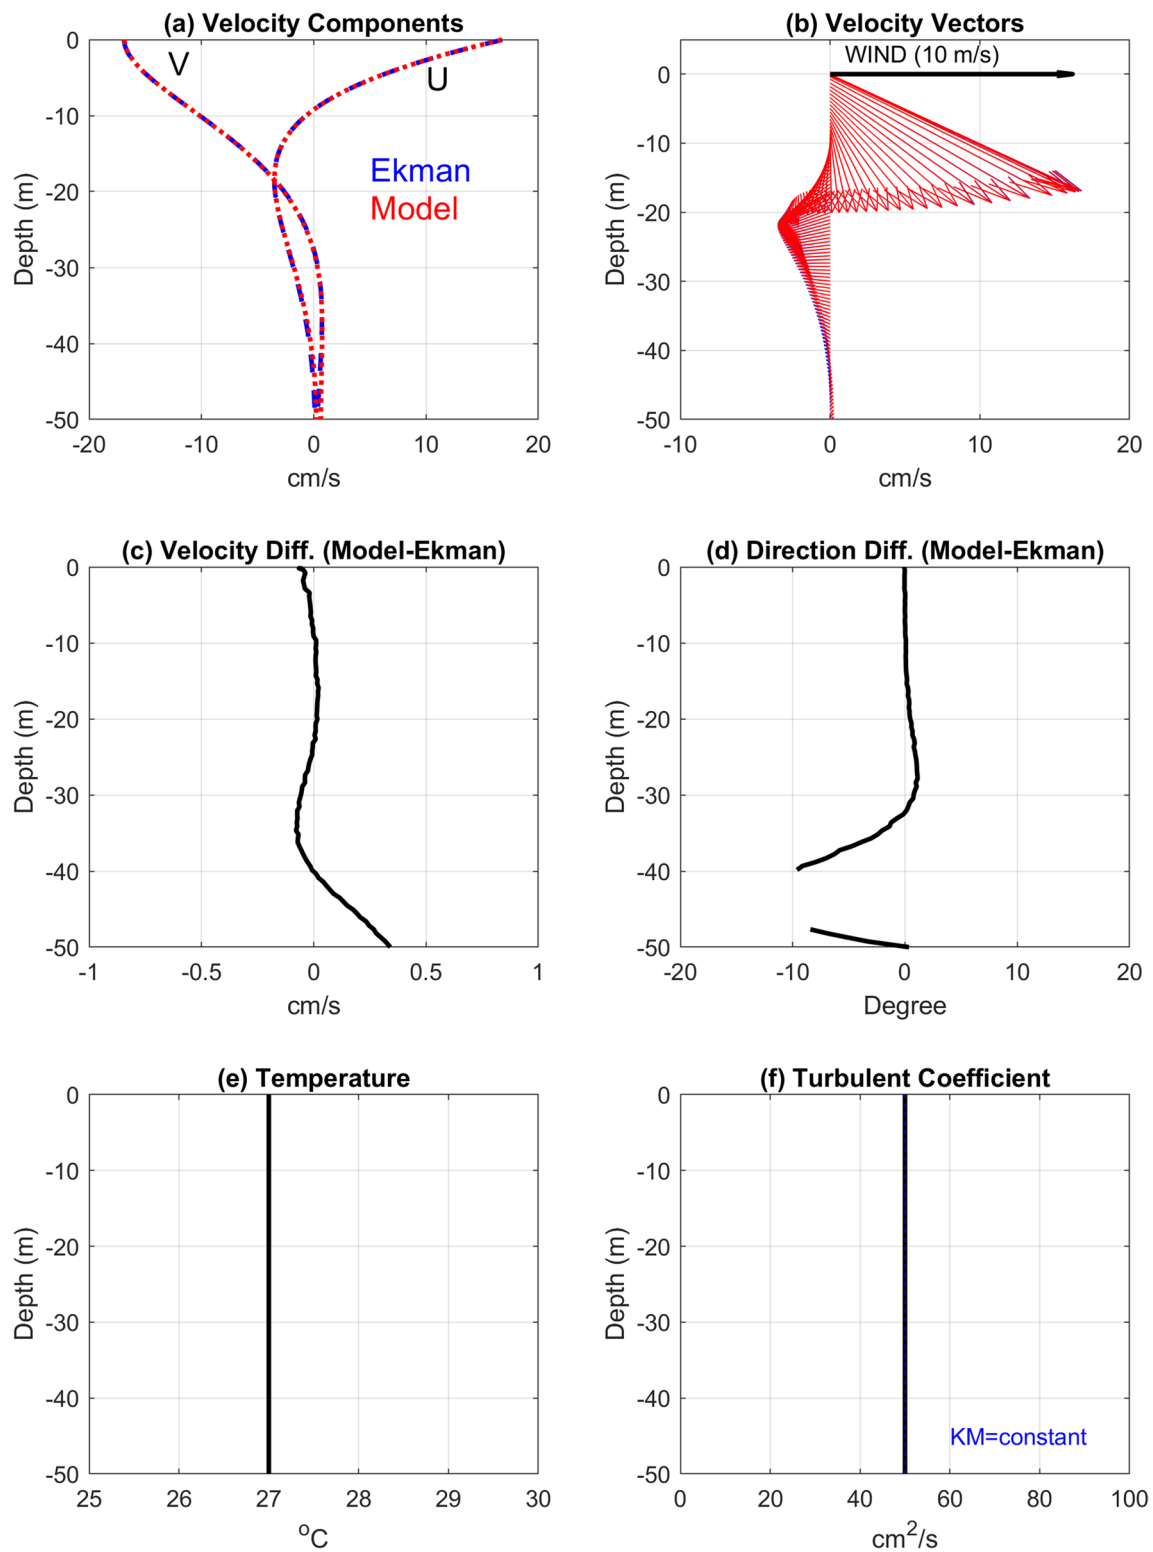 (a) Velocity Components
0
-10
-20
-30
-40
-50
Depth (m)
V
U
Ekman
Model
-20 -10 0 10 20
cm/s
(b) Velocity Vectors
WIND (10 m/s)
0
-10
-20
-30
-40
-50
Depth (m)
-10 0 10 20
cm/s
(c) Velocity Diff. (Model-Ekman)
0
-10
-20
-30
-40
-50
Depth (m)
-1 -0.5 0 0.5 1
cm/s
(d) Direction Diff. (Model-Ekman)
0
-10
-20
-30
-40
-50
Depth (m)
-20 -10 0 10 20
Degree
(e) Temperature
0
-10
-20
-30
-40
-50
Depth (m)
25 26 27 28 29 30
°C
(f) Turbulent Coefficient
0
-10
-20
-30
-40
-50
Depth (m)
KM=constant
0 20 40 60 80 100
cm²/s